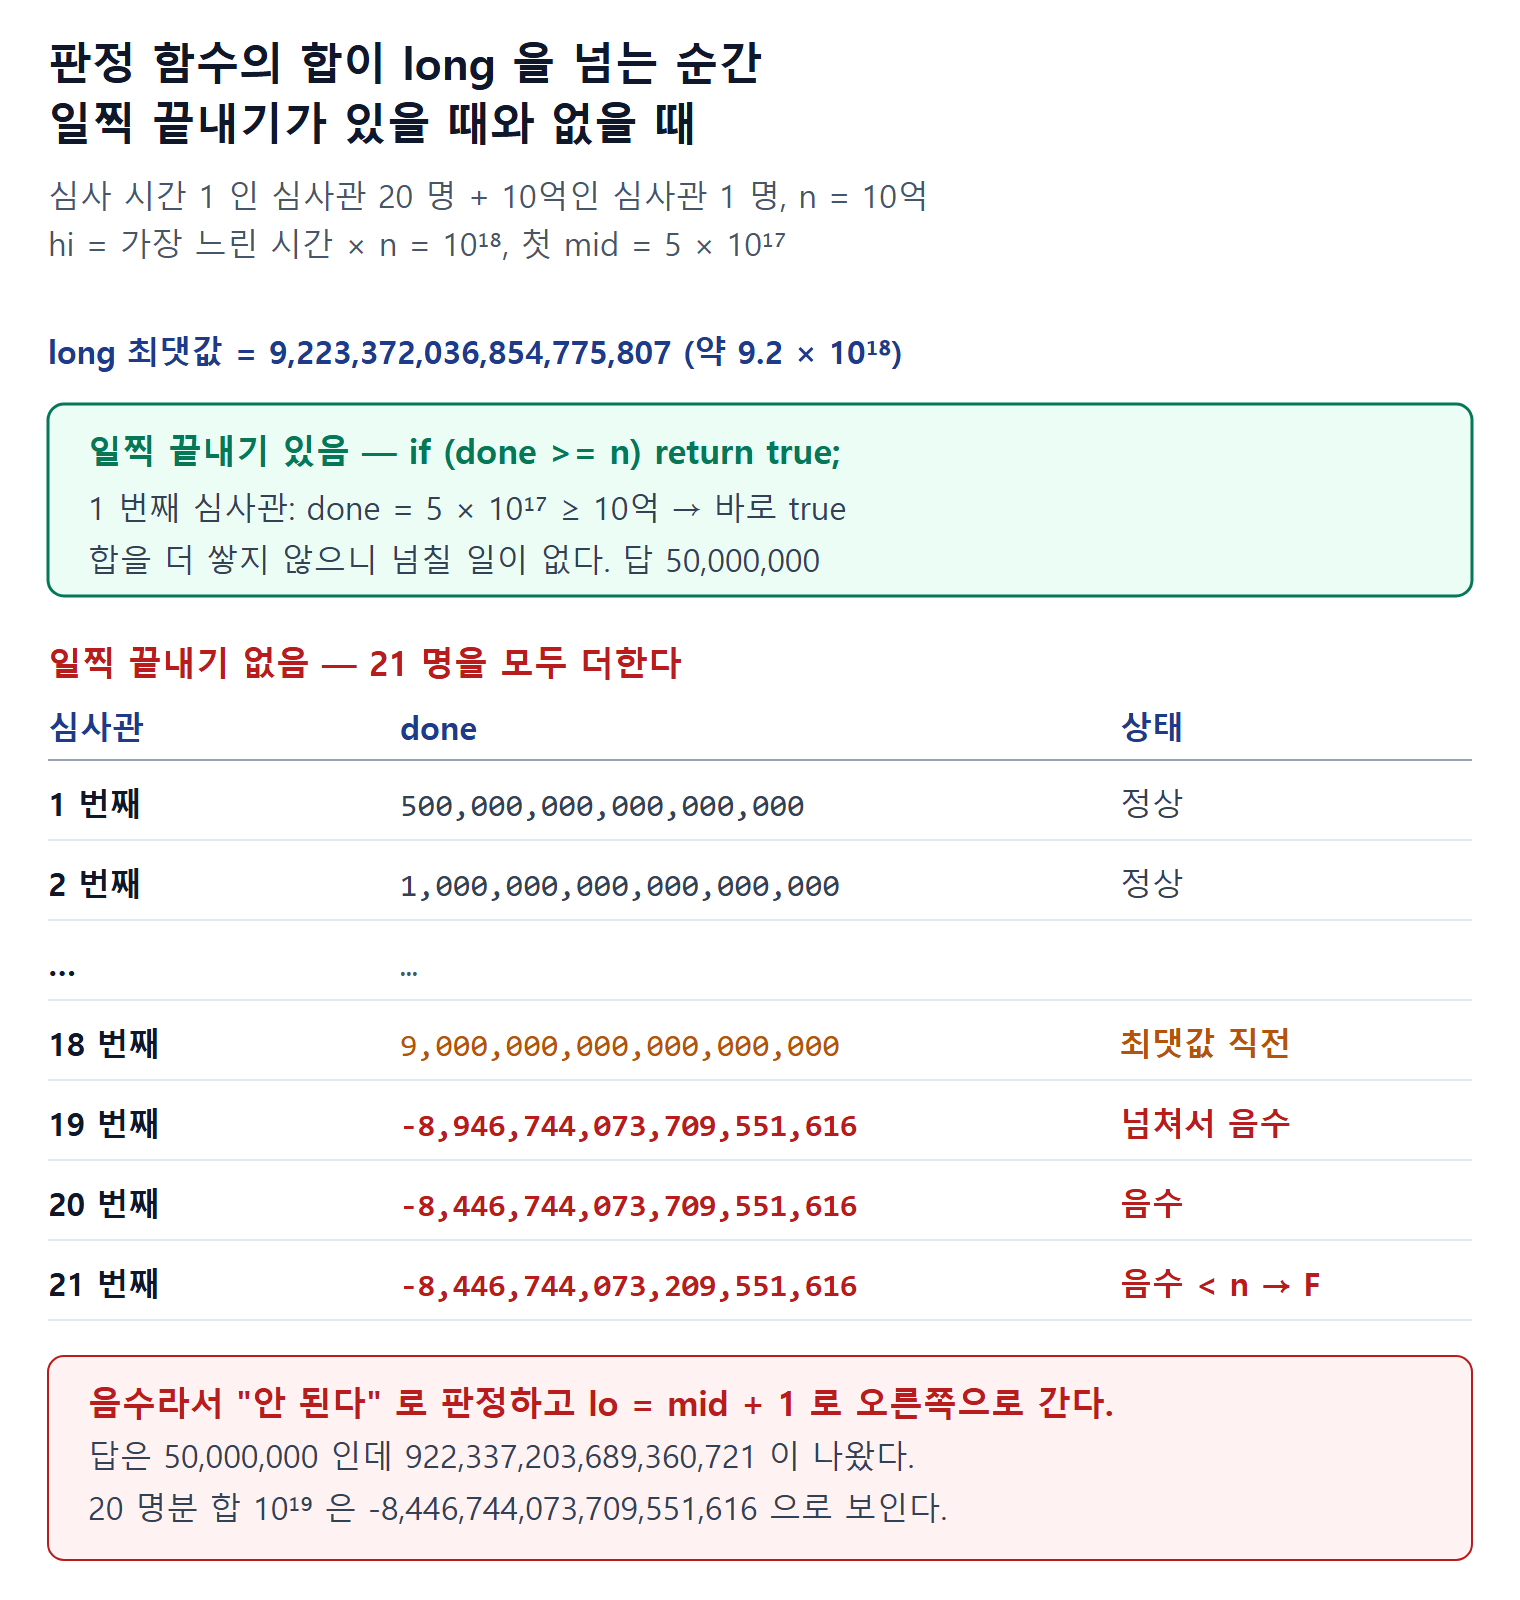 판정 함수의 합이 long 을 넘는 순간
일찍 끝내기가 있을 때와 없을 때
심사 시간 1 인 심사관 20 명 + 10억인 심사관 1 명, n = 10억
hi = 가장 느린 시간 × n = 10¹⁸, 첫 mid = 5 × 10¹⁷
long 최댓값 = 9,223,372,036,854,775,807 (약 9.2 × 10¹⁸)
일찍 끝내기 있음 — if (done >= n) return true;
1 번째 심사관: done = 5 × 10¹⁷ ≥ 10억 → 바로 true
합을 더 쌓지 않으니 넘칠 일이 없다. 답 50,000,000
일찍 끝내기 없음 — 21 명을 모두 더한다
심사관 done 상태
1 번째 500,000,000,000,000,000 정상
2 번째 1,000,000,000,000,000,000 정상
... ...
18 번째 9,000,000,000,000,000,000 최댓값 직전
19 번째 -8,946,744,073,709,551,616 넘쳐서 음수
20 번째 -8,446,744,073,709,551,616 음수
21 번째 -8,446,744,073,209,551,616 음수 < n → F
음수라서 "안 된다" 로 판정하고 lo = mid + 1 로 오른쪽으로 간다.
답은 50,000,000 인데 922,337,203,689,360,721 이 나왔다.
20 명분 합 10¹⁹ 은 -8,446,744,073,709,551,616 으로 보인다.